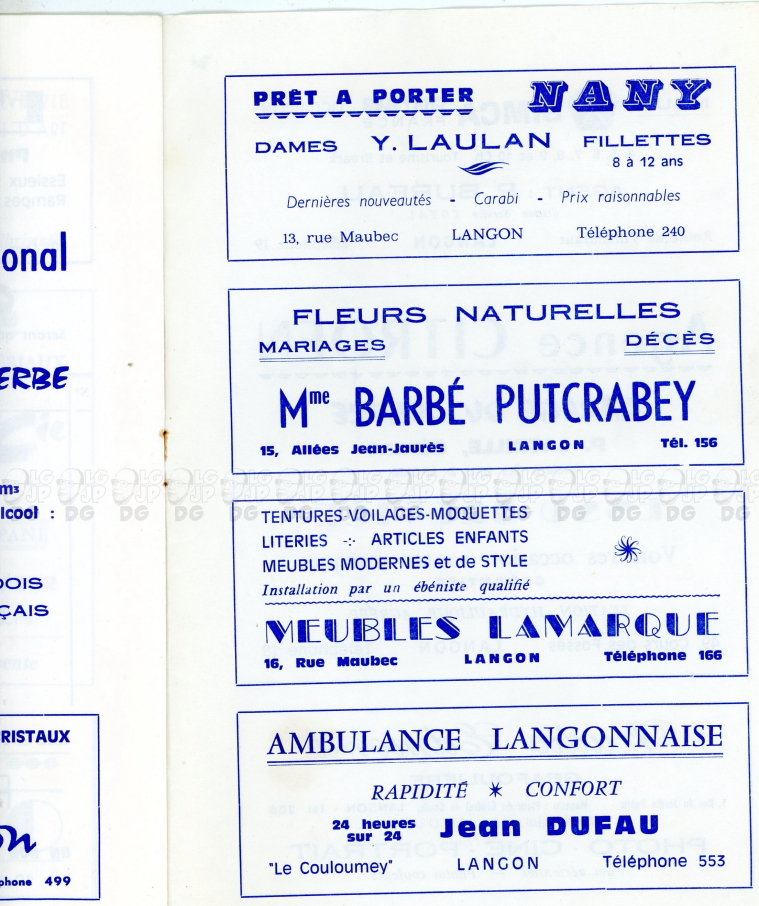 onal
ERBE
lcool :
DOIS
ÇAIS
RISTAUX
phone 499
PRÊT A PORTER NANY
DAMES Y. LAULAN FILLETTES
8 à 12 ans
Dernières nouveautés - Carabi - Prix raisonnables
13, rue Maubec LANGON Téléphone 240
FLEURS NATURELLES
MARIAGES DÉCÈS
Mme BARBÉ PUTCRABEY
15, Allées Jean-Jaurès LANGON Tél. 156
TENTURES-VOILAGES-MOQUETTES
LITERIES -:- ARTICLES ENFANTS
MEUBLES MODERNES et de STYLE
Installation par un ébéniste qualifié
MEUBLES LAMARQUE
16, Rue Maubec LANGON Téléphone 166
AMBULANCE LANGONNAISE
RAPIDITÉ * CONFORT
24 heures sur 24 Jean DUFAU
"Le Couloumey" LANGON Téléphone 553